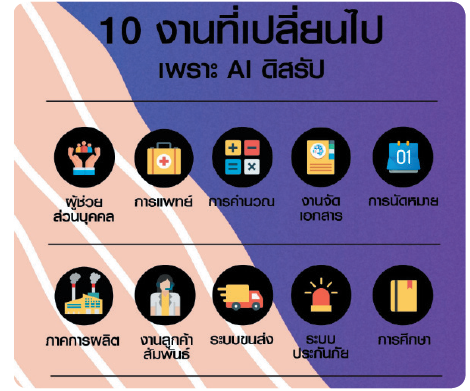 10 งานที่เปลี่ยนไป
เพราะ AI ดิสรัป
ผู้ช่วย
ส่วนบุคคล
การแพทย์
การคำนวณ
งานจัด
เอกสาร
01
การนัดหมาย
ภาคการผลิต
งานลูกค้า
สัมพันธ์
ระบบขนส่ง
ระบบ
ประกันภัย
การศึกษา